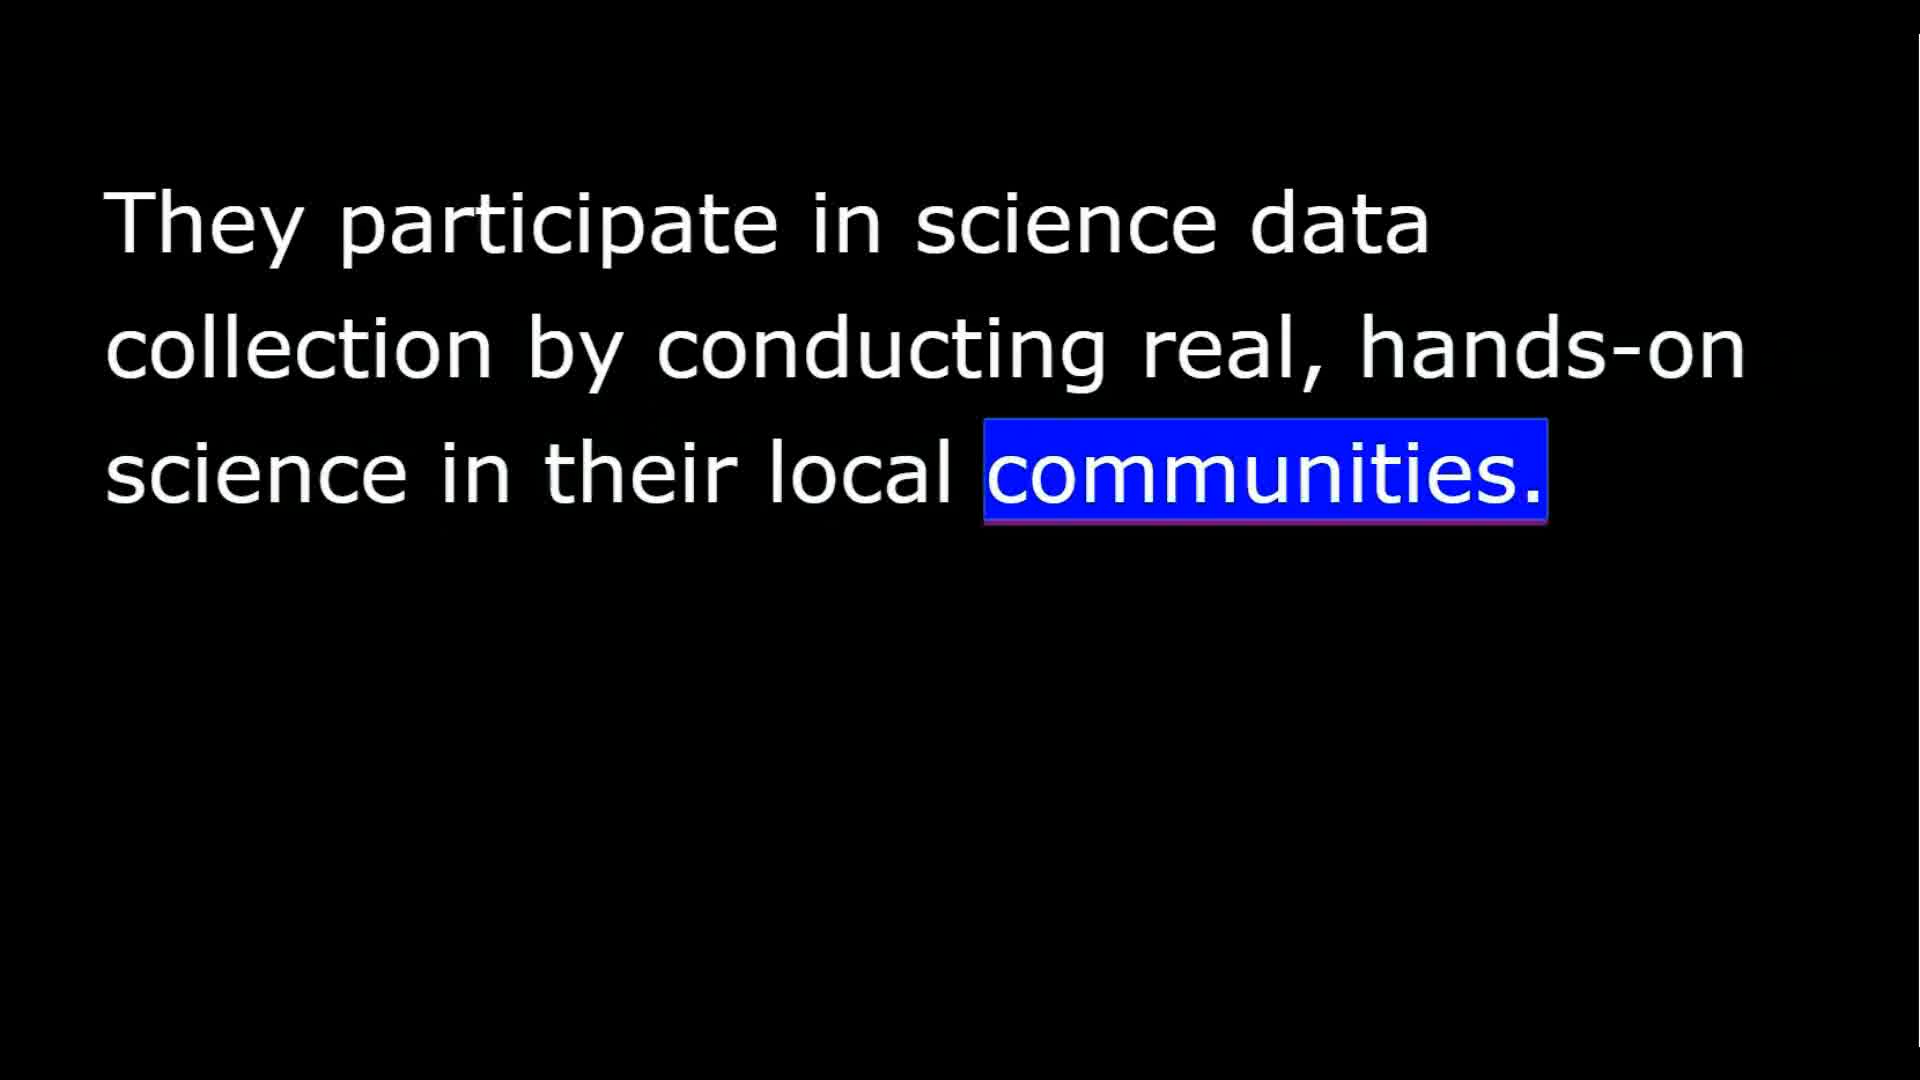 They participate in science data
collection by conducting real, hands-on
science in their local communities.